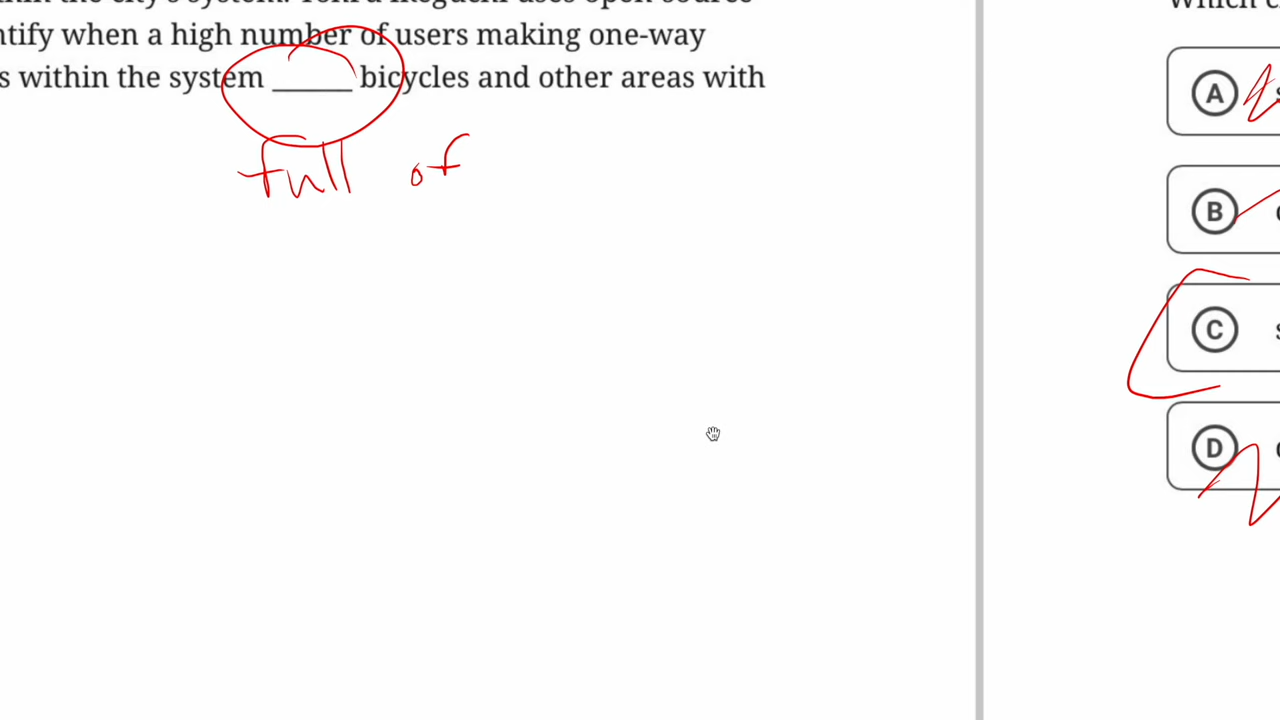 ntify when a high number of users making one-way
s within the system ______ bicycles and other areas with
full of
A
B
C
D